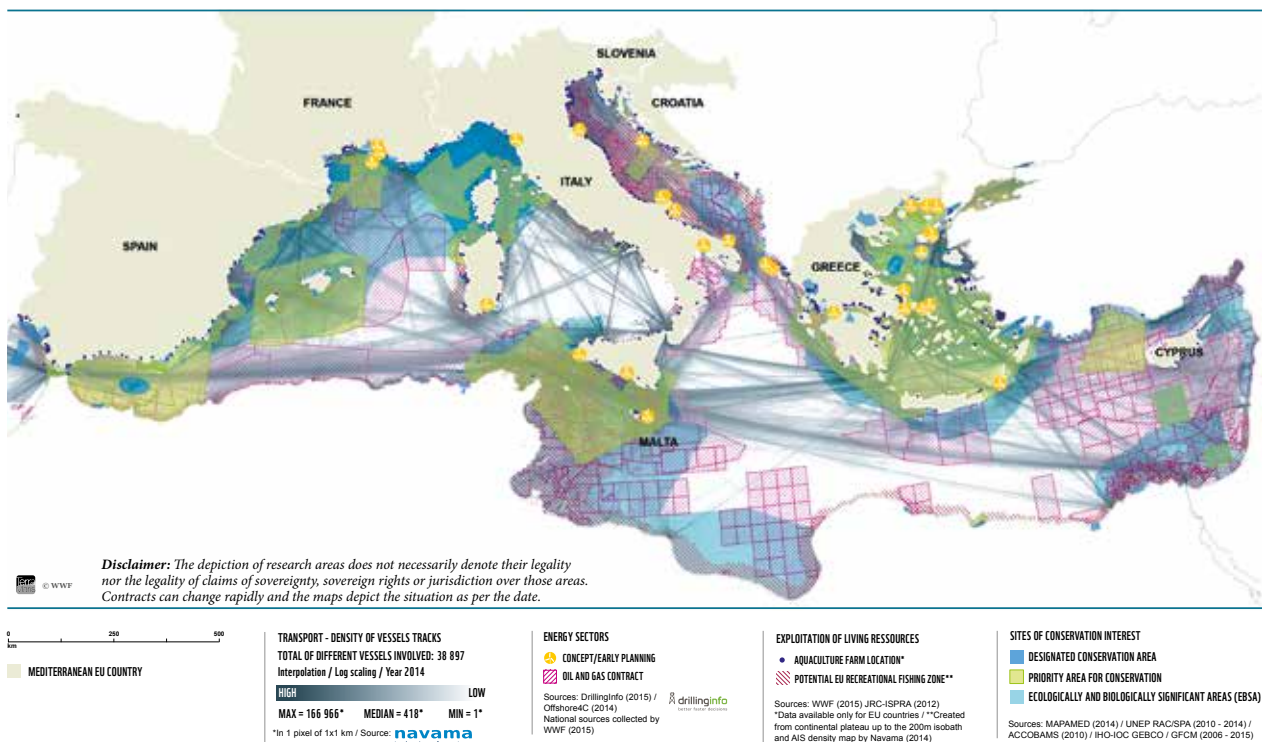 SLOVENIA
FRANCE
CROATIA
ITALY
SPAIN
GREECE
CYPRUS
MALTA
Disclaimer: The depiction of research areas does not necessarily denote their legality
nor the legality of claims of sovereignty, sovereign rights or jurisdiction over those areas.
Contracts can change rapidly and the maps depict the situation as per the date.
© WWF
0 250 500
km
MEDITERRANEAN EU COUNTRY
TRANSPORT - DENSITY OF VESSELS TRACKS
TOTAL OF DIFFERENT VESSELS INVOLVED: 38 897
Interpolation / Log scaling / Year 2014
HIGH LOW
MAX = 166 966* MEDIAN = 418* MIN = 1*
*In 1 pixel of 1x1 km / Source: navama
ENERGY SECTORS
CONCEPT/EARLY PLANNING
OIL AND GAS CONTRACT
Sources: DrillingInfo (2015) /
Offshore4C (2014)
National sources collected by
WWF (2015)
drillinginfo
better faster decisions
EXPLOITATION OF LIVING RESSOURCES
AQUACULTURE FARM LOCATION*
POTENTIAL EU RECREATIONAL FISHING ZONE**
Sources: WWF (2015) JRC-ISPRA (2012)
*Data available only for EU countries / **Created
from continental plateau up to the 200m isobath
and AIS density map by Navama (2014)
SITES OF CONSERVATION INTEREST
DESIGNATED CONSERVATION AREA
PRIORITY AREA FOR CONSERVATION
ECOLOGICALLY AND BIOLOGICALLY SIGNIFICANT AREAS (EBSA)
Sources: MAPAMED (2014) / UNEP RAC/SPA (2010 - 2014) /
ACCOBAMS (2010) / IHO-IOC GEBCO / GFCM (2006 - 2015)